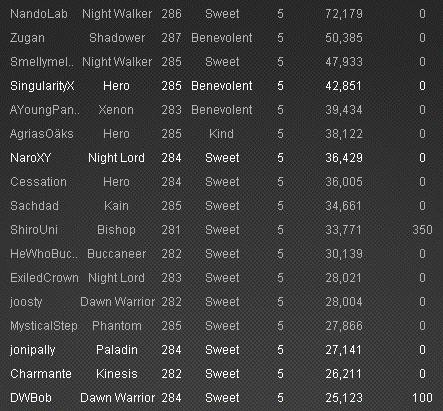 NandoLab Night Walker 286 Sweet 5 72,179 0
Zugan Shadower 287 Benevolent 5 50,385 0
Smellymel.. Night Walker 285 Sweet 5 47,933 0
SingularityX Hero 285 Benevolent 5 42,851 0
AYoungPan.. Xenon 283 Benevolent 5 39,434 0
AgriasOäks Hero 285 Kind 5 38,122 0
NaroXY Night Lord 284 Sweet 5 36,429 0
Cessation Hero 284 Sweet 5 36,005 0
Sachdad Kain 285 Sweet 5 34,661 0
ShiroUni Bishop 281 Sweet 5 33,771 350
HeWhoBuc.. Buccaneer 282 Sweet 5 30,139 0
ExiledCrown Night Lord 283 Sweet 5 28,021 0
joosty Dawn Warrior 282 Sweet 5 28,004 0
MysticalStep Phantom 285 Sweet 5 27,866 0
jonipally Paladin 284 Sweet 5 27,141 0
Charmante Kinesis 282 Sweet 5 26,211 0
DWBob Dawn Warrior 284 Sweet 5 25,123 100